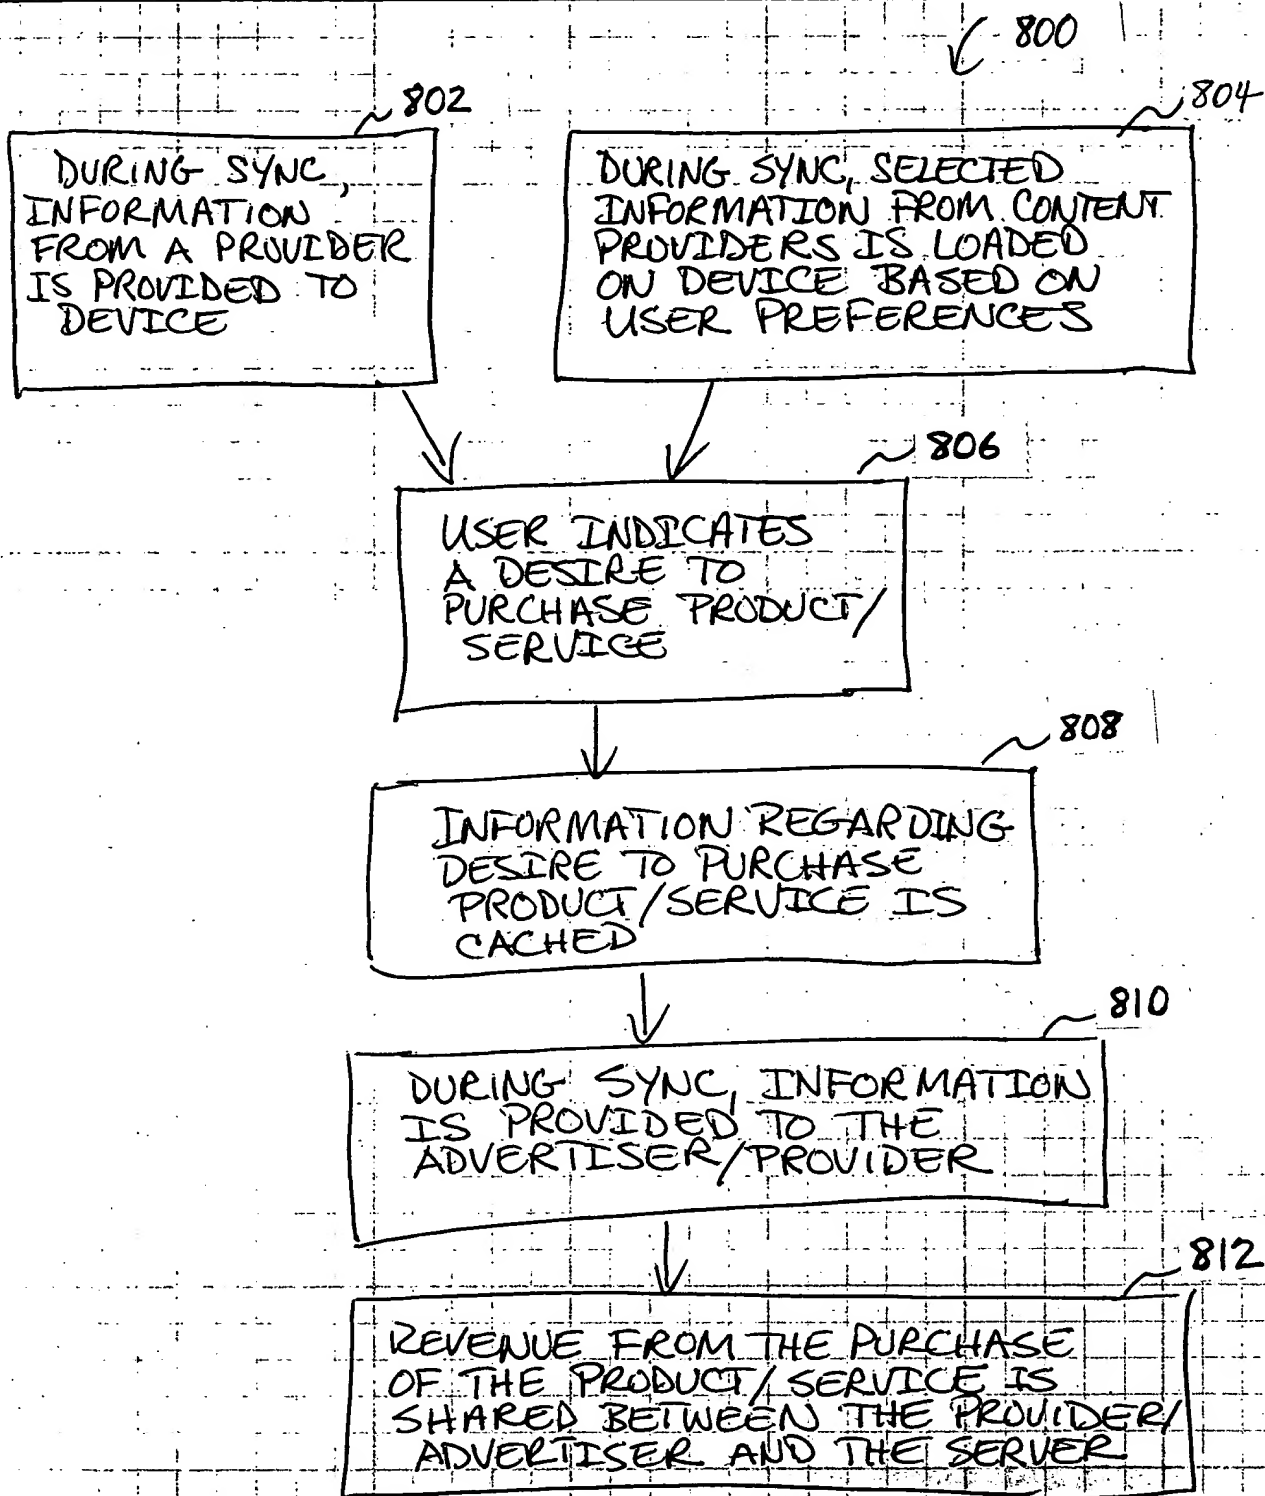 800
802
DURING SYNC,
INFORMATION
FROM A PROVIDER
IS PROVIDED TO
DEVICE
804
DURING SYNC, SELECTED
INFORMATION FROM CONTENT
PROVIDERS IS LOADED
ON DEVICE BASED ON
USER PREFERENCES
806
USER INDICATES
A DESIRE TO
PURCHASE PRODUCT/
SERVICE
808
INFORMATION REGARDING
DESIRE TO PURCHASE
PRODUCT/SERVICE IS
CACHED
810
DURING SYNC, INFORMATION
IS PROVIDED TO THE
ADVERTISER/PROVIDER
812
REVENUE FROM THE PURCHASE
OF THE PRODUCT/SERVICE IS
SHARED BETWEEN THE PROVIDER/
ADVERTISER AND THE SERVER